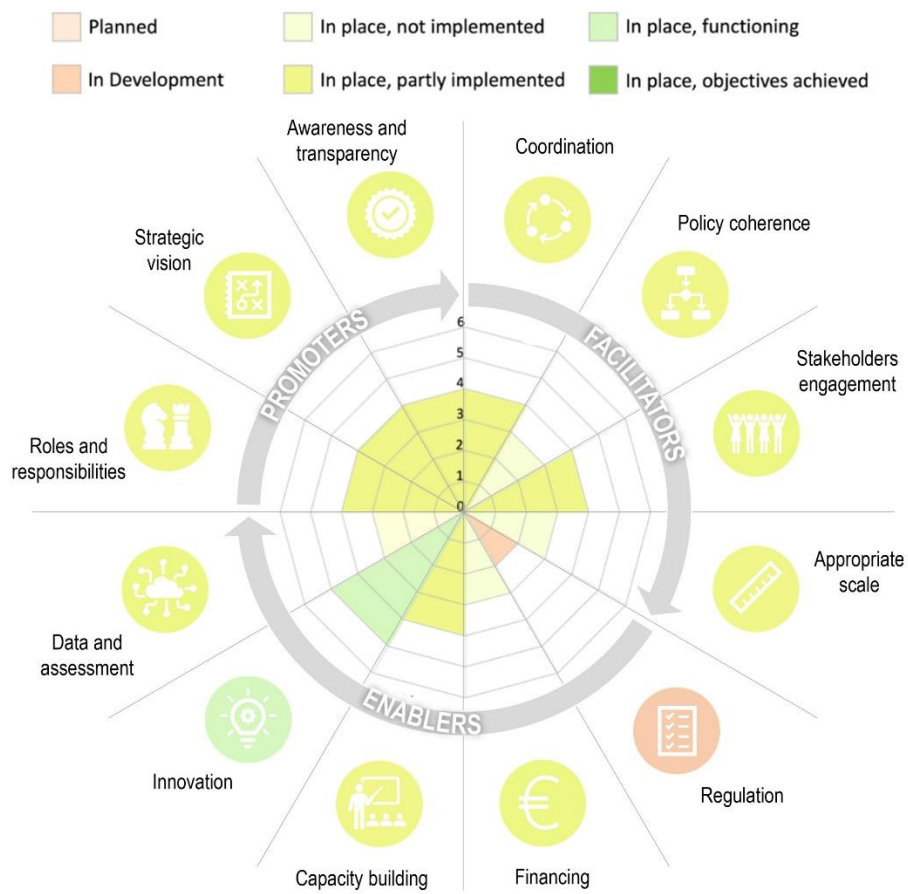 Planned
In place, not implemented
In place, functioning
In Development
In place, partly implemented
In place, objectives achieved
Awareness and
transparency
Coordination
Strategic
vision
Policy coherence
PROMOTERS
FACILITATORS
6
5
4
3
2
1
0
Stakeholders
engagement
Roles and
responsibilities
Appropriate
scale
Data and
assessment
ENABLERS
Innovation
Regulation
Capacity building
€
Financing